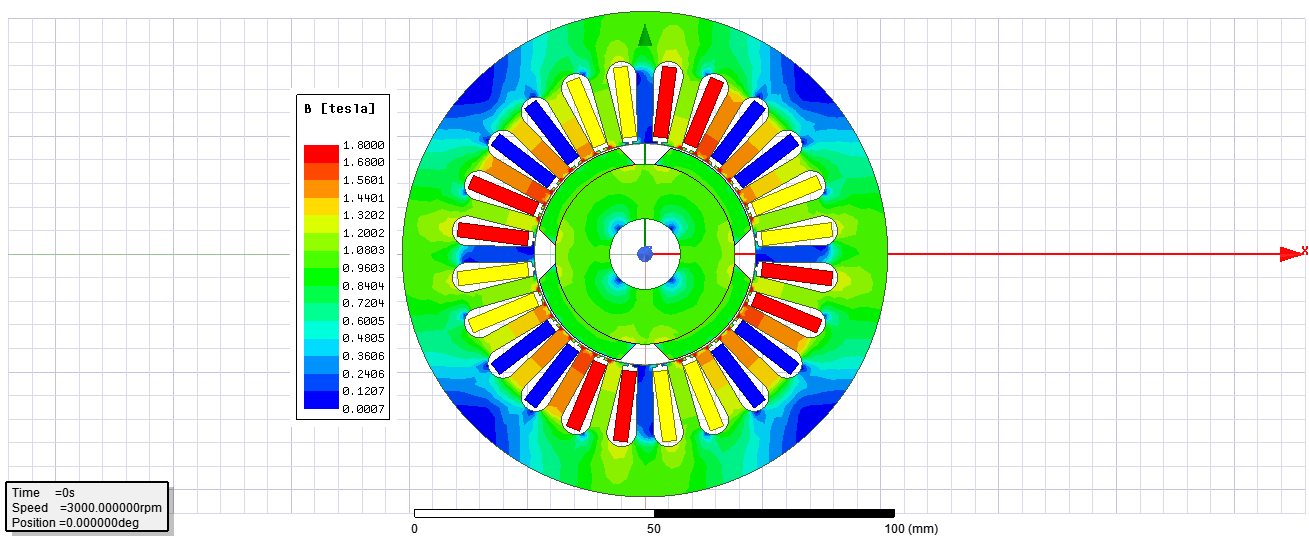 B [tesla]
1.8000
1.6800
1.5601
1.4401
1.3202
1.2002
1.0803
0.9603
0.8404
0.7204
0.6005
0.4805
0.3606
0.2406
0.1207
0.0007
X
Time =0s
Speed =3000.000000rpm
Position =0.000000deg
0 50 100 (mm)